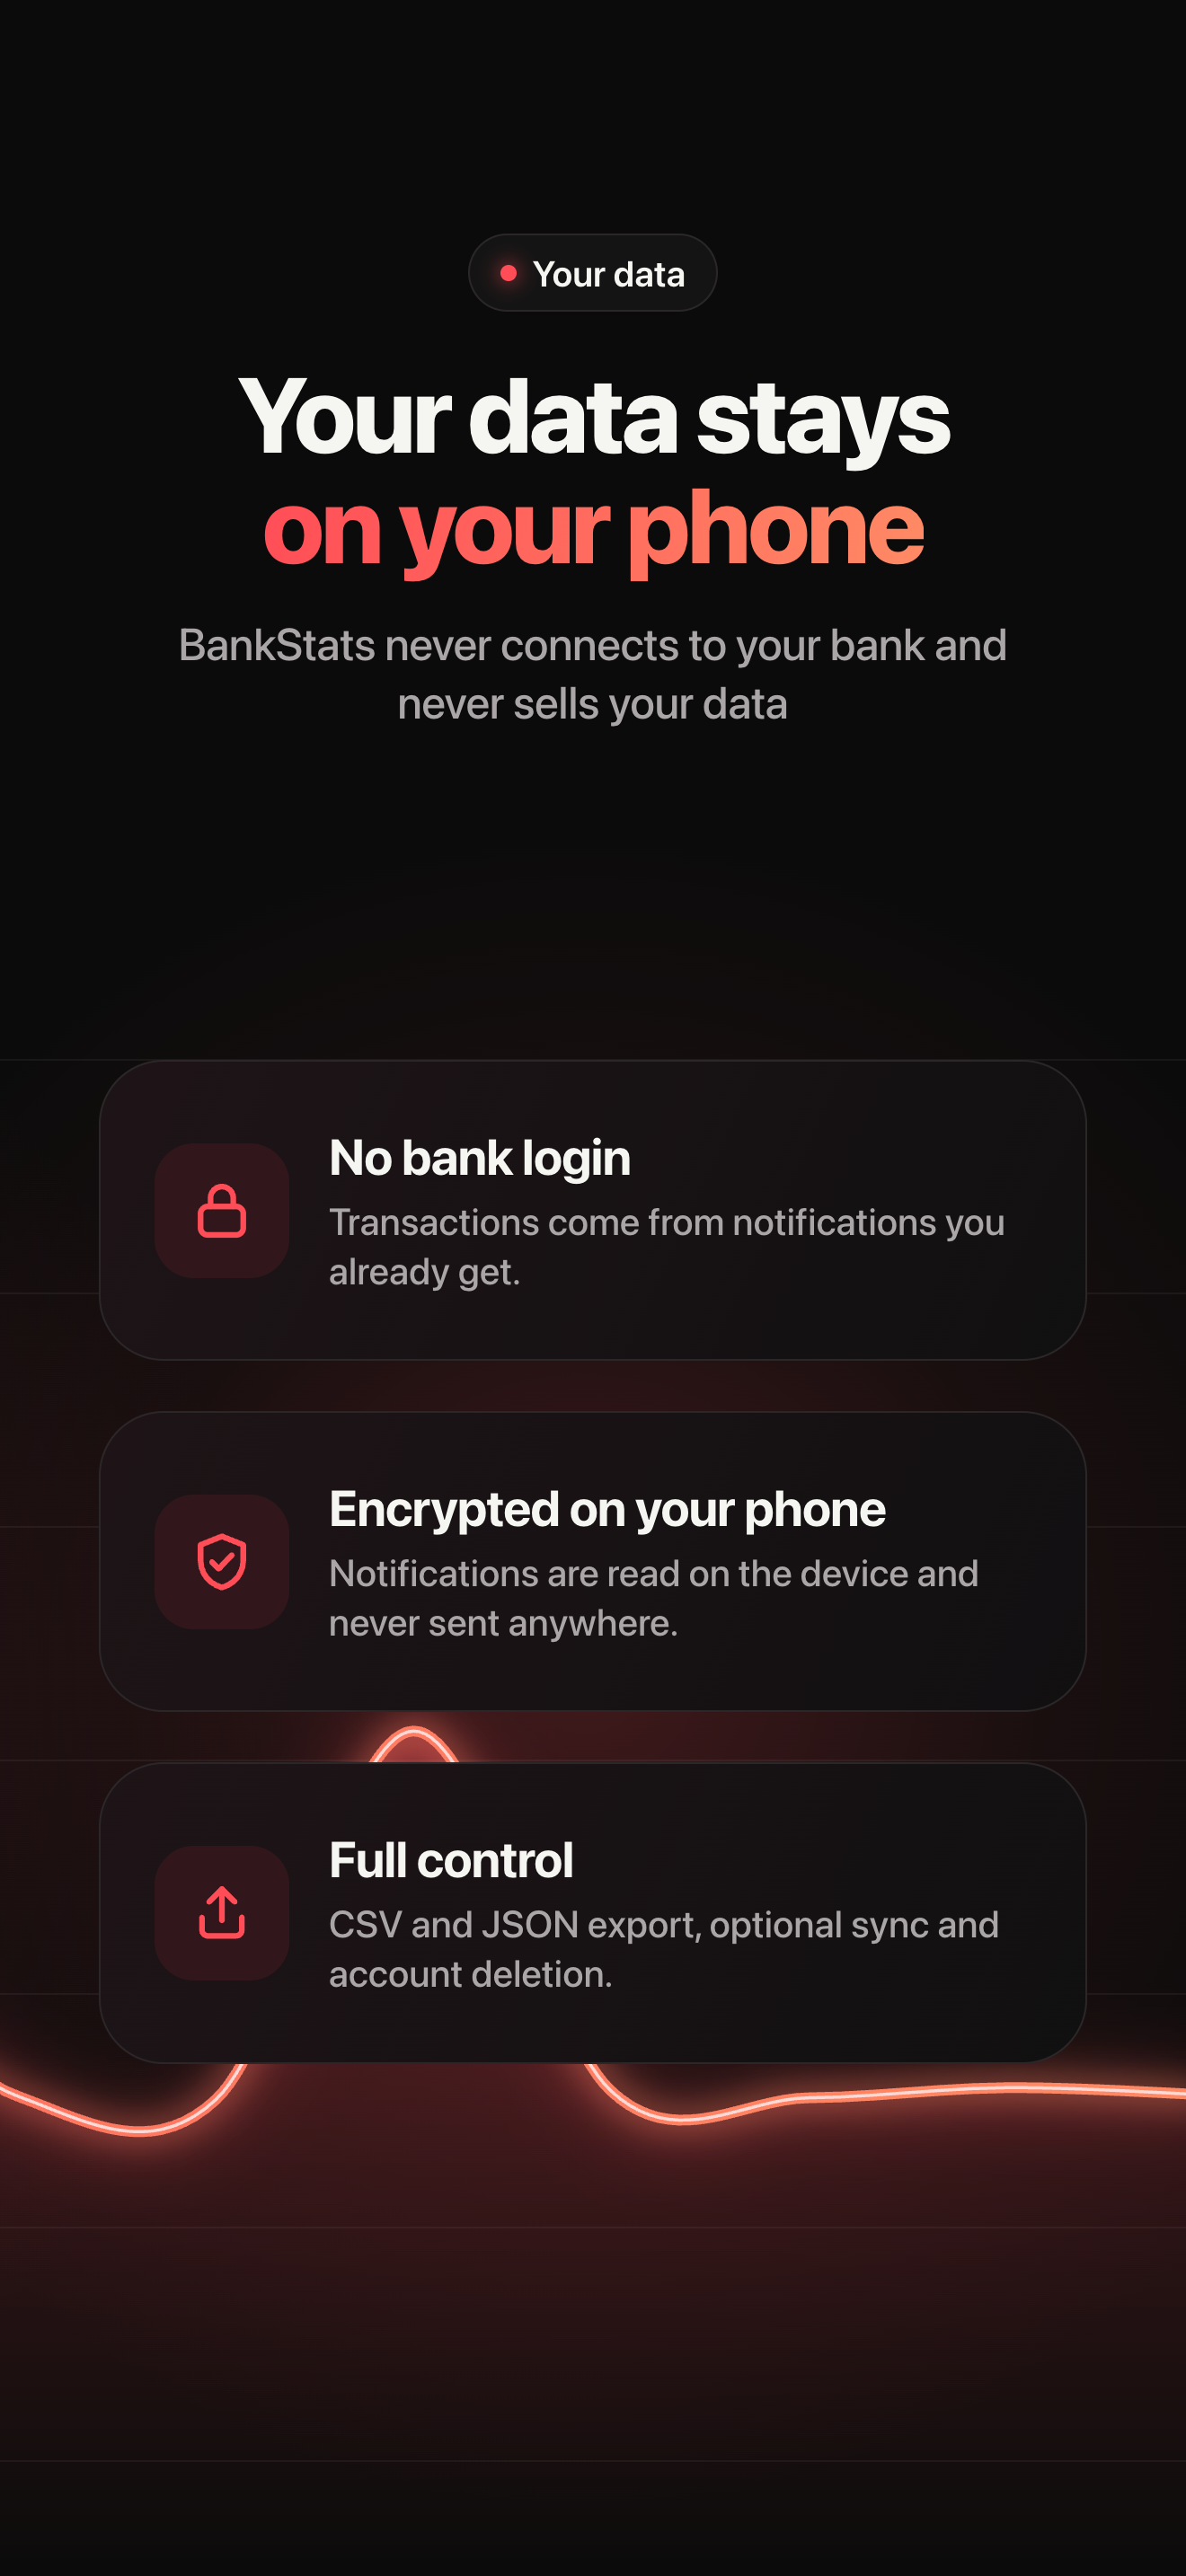 Your data
Your data stays
on your phone
BankStats never connects to your bank and
never sells your data
No bank login
Transactions come from notifications you
already get.
Encrypted on your phone
Notifications are read on the device and
never sent anywhere.
Full control
CSV and JSON export, optional sync and
account deletion.